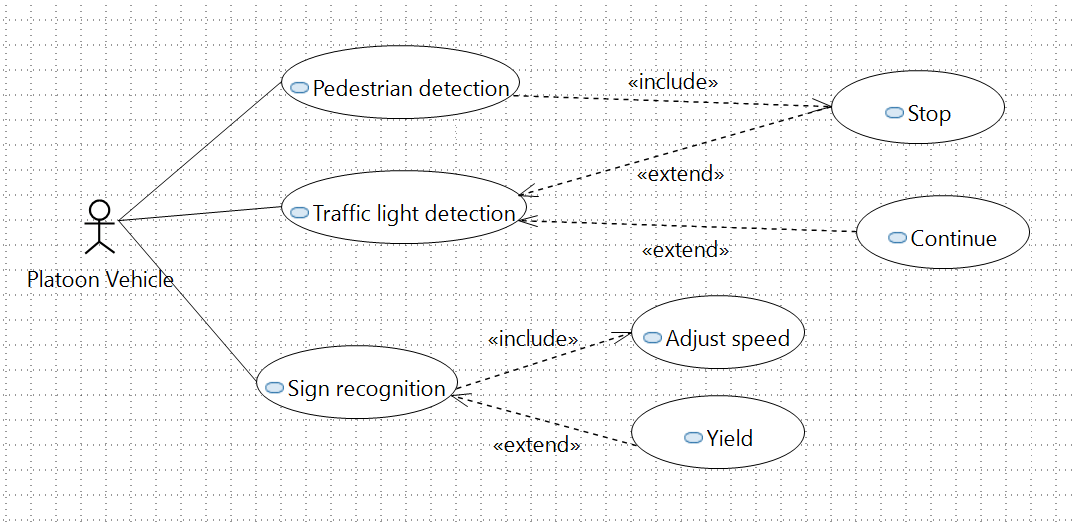 Pedestrian detection
«include»
Stop
«extend»
Traffic light detection
Continue
«extend»
Platoon Vehicle
«include»
Adjust speed
Sign recognition
«extend»
Yield